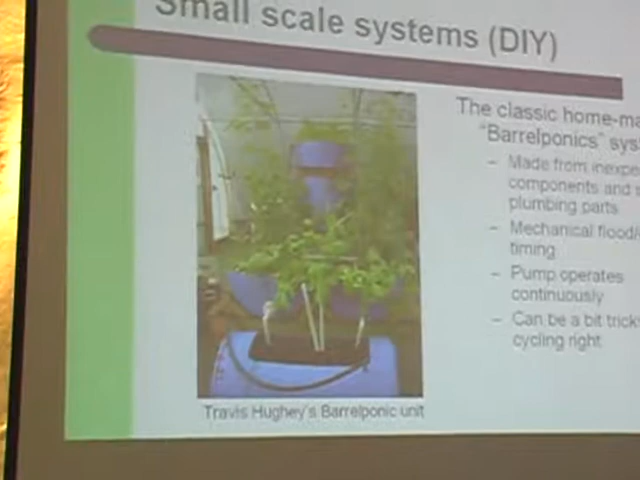 Small scale systems (DIY)
The classic home-ma
"Barrelponics" sys
– Made from inexpe
components and s
plumbing parts
– Mechanical flood/
timing
– Pump operates
continuously
– Can be a bit trick
cycling right
Travis Hughey's Barrelponic unit